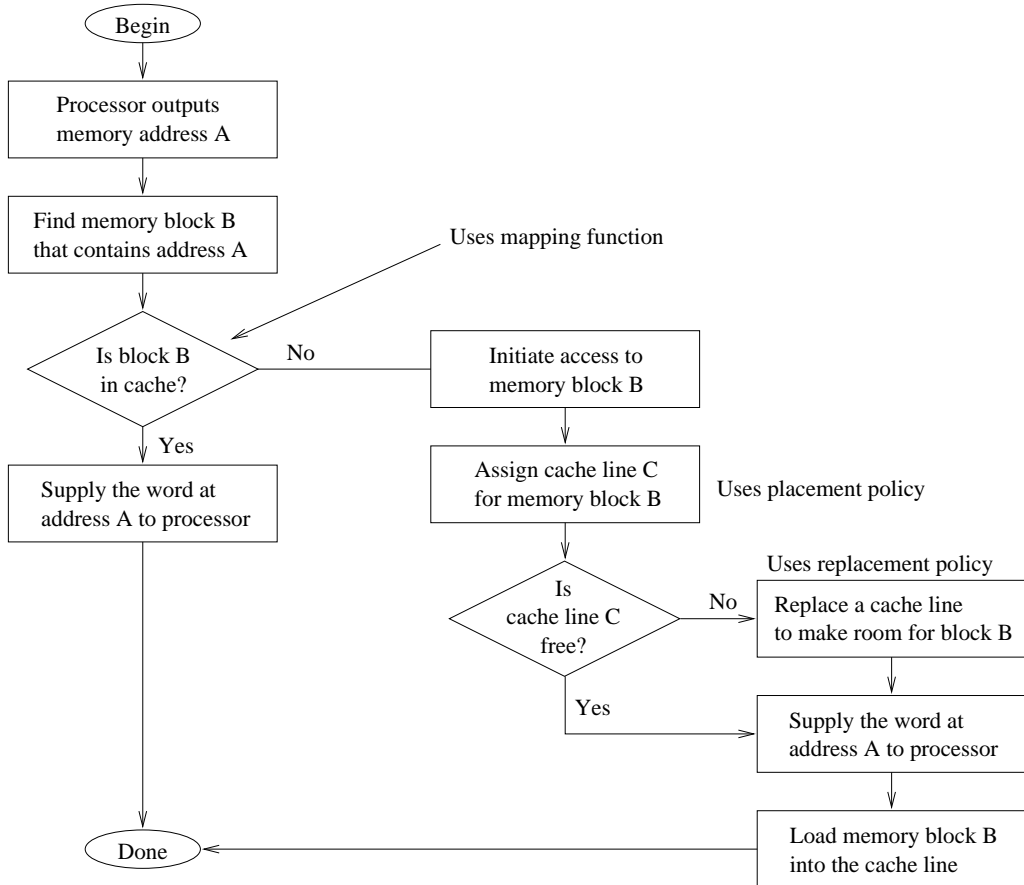 Begin
Processor outputs
memory address A
Find memory block B
that contains address A
Uses mapping function
Is block B
in cache?
No
Initiate access to
memory block B
Yes
Supply the word at
address A to processor
Assign cache line C
for memory block B
Uses placement policy
Uses replacement policy
Is
cache line C
free?
No
Replace a cache line
to make room for block B
Yes
Supply the word at
address A to processor
Load memory block B
into the cache line
Done